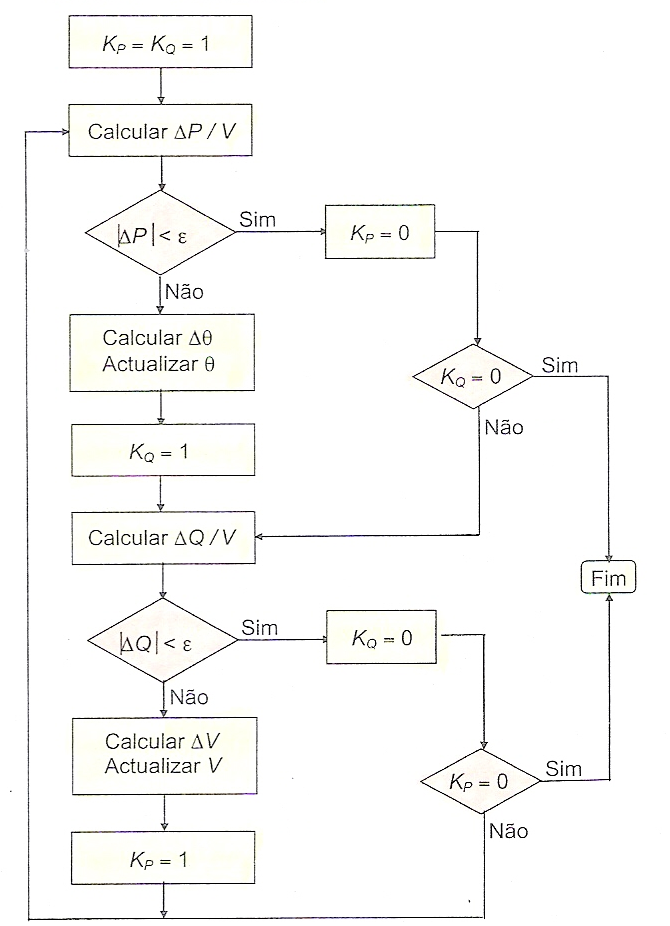 K_P = K_Q = 1
Calcular ΔP / V
|ΔP| < ε
Sim
K_P = 0
Não
Calcular Δθ
Actualizar θ
K_Q = 0
Sim
Não
K_Q = 1
Calcular ΔQ / V
Fim
|ΔQ| < ε
Sim
K_Q = 0
Não
Calcular ΔV
Actualizar V
K_P = 0
Sim
Não
K_P = 1